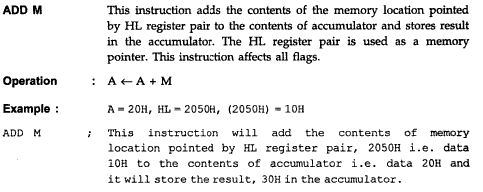 ADD M This instruction adds the contents of the memory location pointed
by HL register pair to the contents of accumulator and stores result
in the accumulator. The HL register pair is used as a memory
pointer. This instruction affects all flags.
Operation : A ← A + M
Example : A = 20H, HL = 2050H, (2050H) = 10H
ADD M ; This instruction will add the contents of memory
location pointed by HL register pair, 2050H i.e. data
10H to the contents of accumulator i.e. data 20H and
it will store the result, 30H in the accumulator.